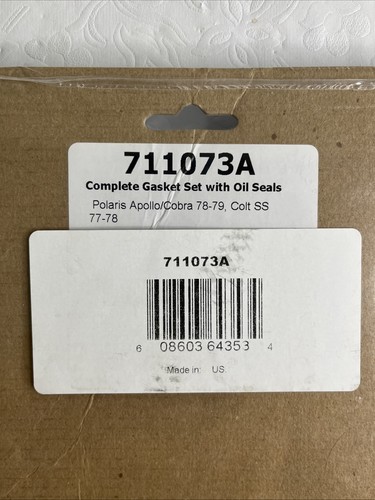 711073A
Complete Gasket Set with Oil Seals
Polaris Apollo/Cobra 78-79, Colt SS
77-78
711073A
6 08603 64353 4
Made in: US